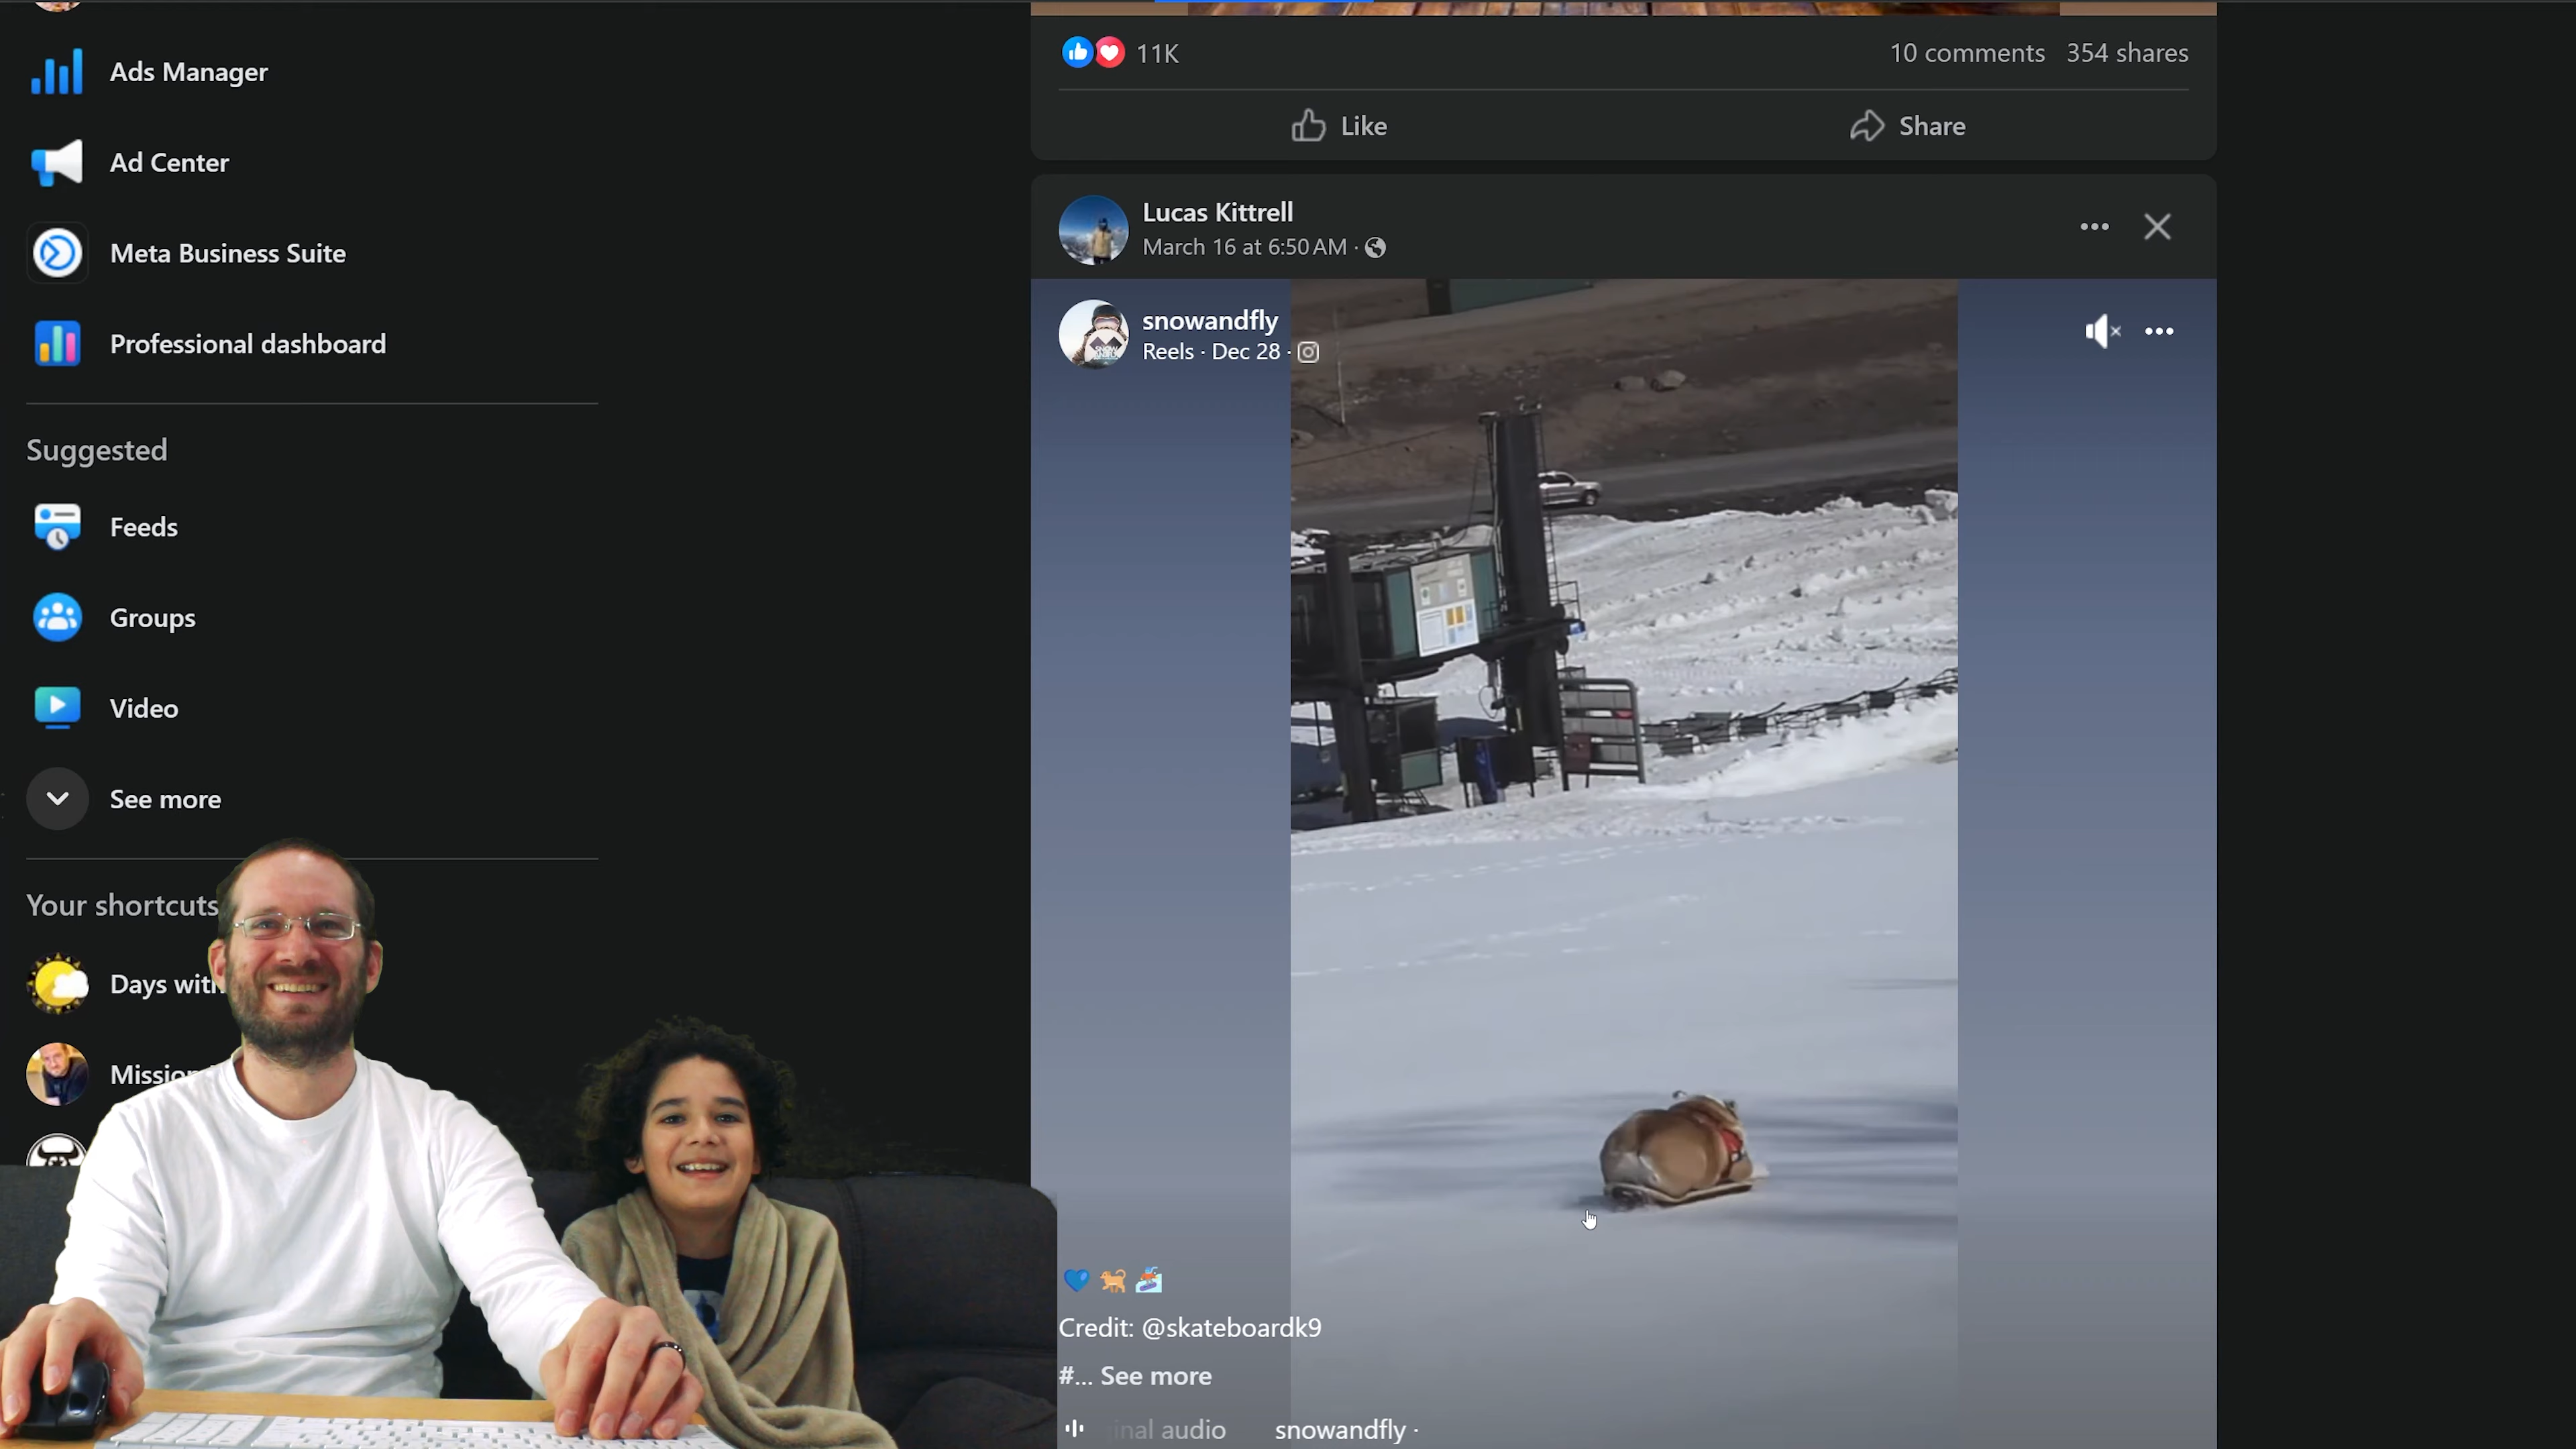 Ads Manager
Ad Center
Meta Business Suite
Professional dashboard
Suggested
Feeds
Groups
Video
See more
Your shortcuts
Days with
Mission
11K
10 comments 354 shares
Like
Share
Lucas Kittrell
March 16 at 6:50 AM ·
snowandfly
Reels · Dec 28 ·
Credit: @skateboardk9
#... See more
inal audio snowandfly ·